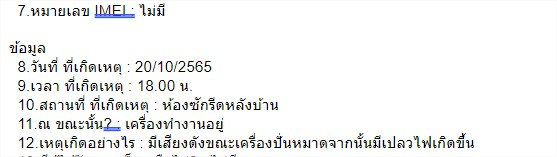 7.หมายเลข IMEI : ไม่มี
ข้อมูล
8.วันที่ ที่เกิดเหตุ : 20/10/2565
9.เวลา ที่เกิดเหตุ : 18.00 น.
10.สถานที่ ที่เกิดเหตุ : ห้องซักรีดหลังบ้าน
11.ณ ขณะนั้น? : เครื่องทำงานอยู่
12.เหตุเกิดอย่างไร : มีเสียงดังขณะเครื่องปั่นหมาดจากนั้นมีเปลวไฟเกิดขึ้น